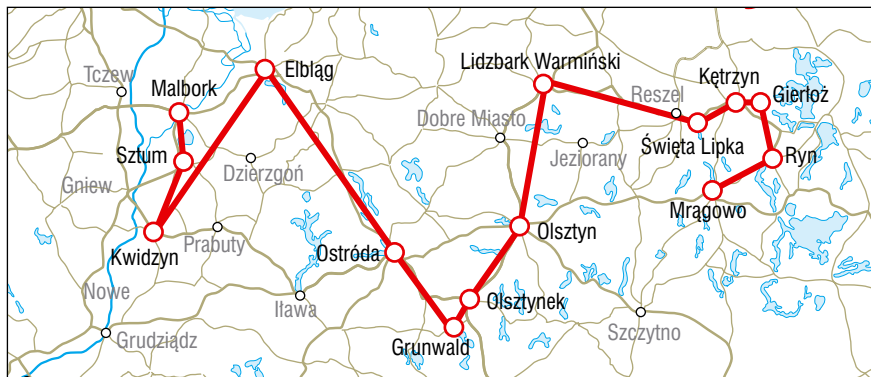 Lidzbark Warmiński
Elbląg
Tczew
Malbork
Kętrzyn
Gierłoż
Reszel
Dobre Miasto
Święta Lipka
Sztum
Dzierzgoń
Jeziorany
Ryn
Gniew
Mrągowo
Prabuty
Olsztyn
Kwidzyn
Ostróda
Nowe
Iława
Olsztynek
Szczytno
Grudziądz
Grunwald